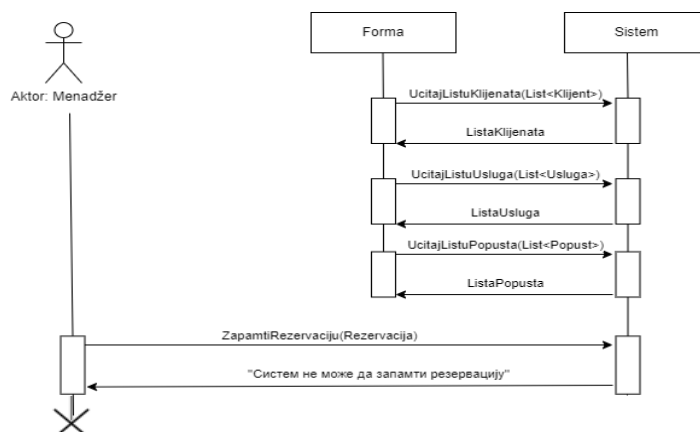 Forma
Sistem
Aktor: Menadžer
UcitajListuKlijenata(List<Klijent>)
ListaKlijenata
UcitajListuUsluga(List<Usluga>)
ListaUsluga
UcitajListuPopusta(List<Popust>)
ListaPopusta
ZapamtiRezervaciju(Rezervacija)
"Систем не може да запамти резервацију"